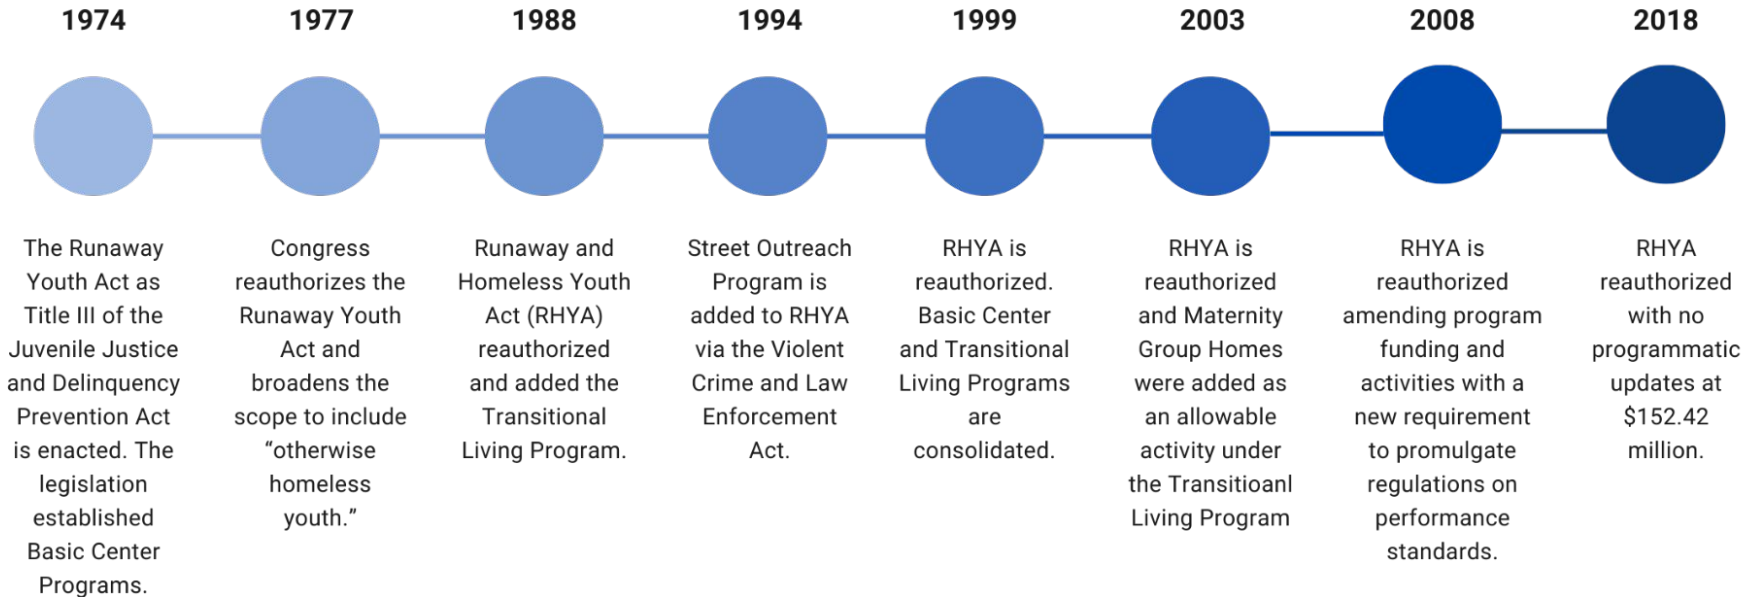 1974
The Runaway
Youth Act as
Title III of the
Juvenile Justice
and Delinquency
Prevention Act
is enacted. The
legislation
established
Basic Center
Programs.
1977
Congress
reauthorizes the
Runaway Youth
Act and
broadens the
scope to include
“otherwise
homeless
youth.”
1988
Runaway and
Homeless Youth
Act (RHYA)
reauthorized
and added the
Transitional
Living Program.
1994
Street Outreach
Program is
added to RHYA
via the Violent
Crime and Law
Enforcement
Act.
1999
RHYA is
reauthorized.
Basic Center
and Transitional
Living Programs
are
consolidated.
2003
RHYA is
reauthorized
and Maternity
Group Homes
were added as
an allowable
activity under
the Transitioanl
Living Program
2008
RHYA is
reauthorized
amending program
funding and
activities with a
new requirement
to promulgate
regulations on
performance
standards.
2018
RHYA
reauthorized
with no
programmatic
updates at
$152.42
million.